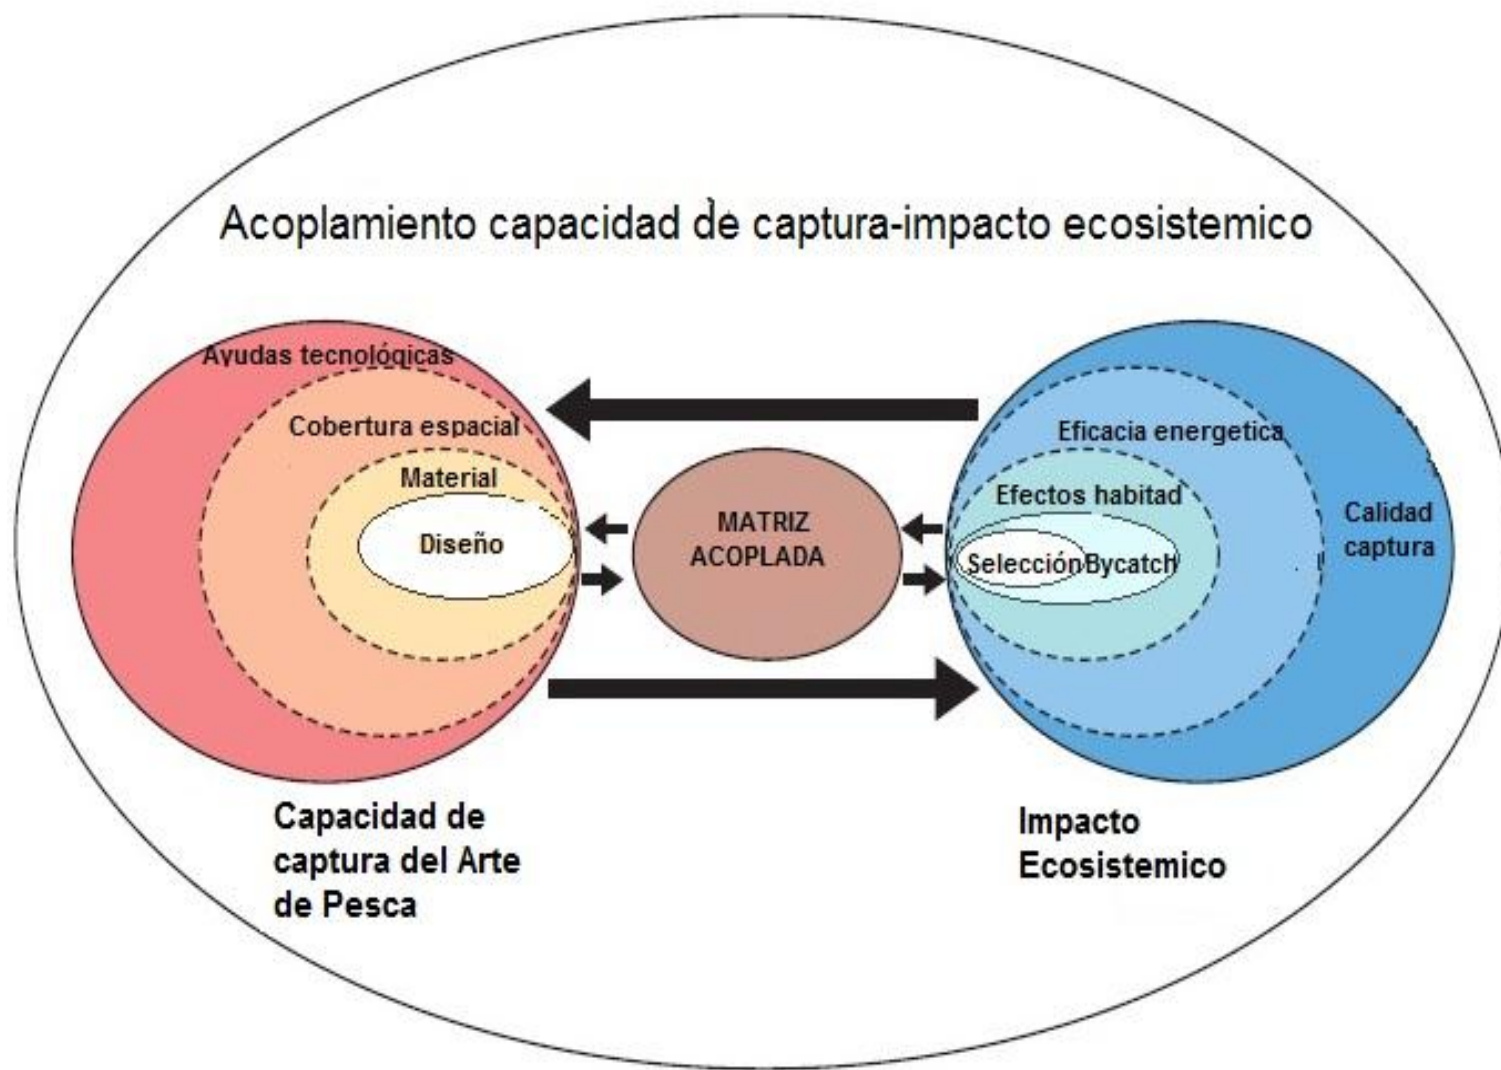 Acoplamiento capacidad de captura-impacto ecosistemico
Ayudas tecnológicas
Cobertura espacial
Material
Diseño
MATRIZ
ACOPLADA
Eficacia energetica
Efectos habitad
Selección
Bycatch
Calidad
captura
Capacidad de
captura del Arte
de Pesca
Impacto
Ecosistemico